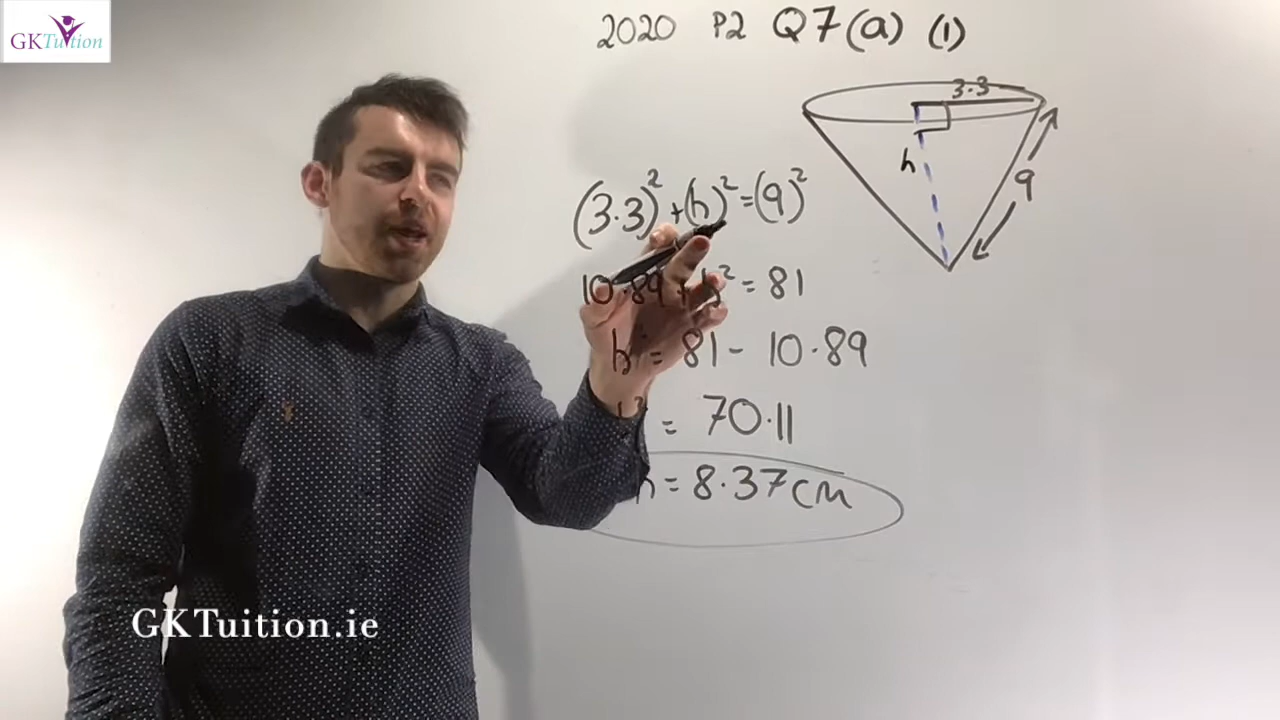 GKTuition
2020 P2 Q7(a) (1)
3.3
h
9
(3.3)² + (h)² = (9)²
10.89 + h² = 81
h² = 81 - 10.89
h² = 70.11
h = 8.37cm
GKTuition.ie